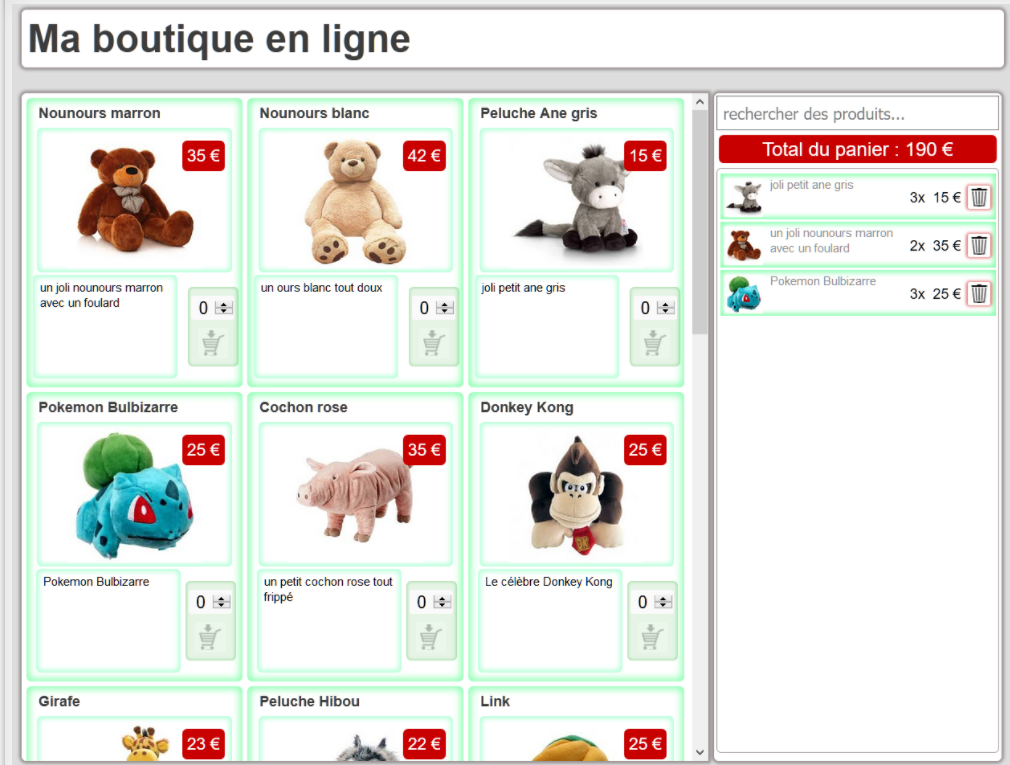 Ma boutique en ligne
Nounours marron
35 €
un joli nounours marron
avec un foulard
0
Nounours blanc
42 €
un ours blanc tout doux
0
Peluche Ane gris
15 €
joli petit ane gris
0
Pokemon Bulbizarre
25 €
Pokemon Bulbizarre
0
Cochon rose
35 €
un petit cochon rose tout
frippé
0
Donkey Kong
25 €
Le célèbre Donkey Kong
0
Girafe
23 €
Peluche Hibou
22 €
Link
25 €
rechercher des produits...
Total du panier : 190 €
joli petit ane gris
3x 15 €
un joli nounours marron
avec un foulard
2x 35 €
Pokemon Bulbizarre
3x 25 €